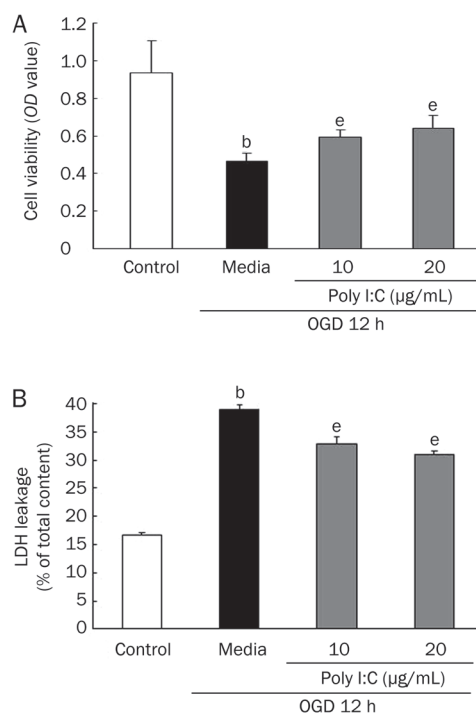 A
Cell viability (OD value)
1.2
1.0
0.8
0.6
0.4
0.2
0
b
e
e
Control
Media
10
20
Poly I:C (µg/mL)
OGD 12 h
B
LDH leakage
(% of total content)
40
35
30
25
20
15
10
5
0
b
e
e
Control
Media
10
20
Poly I:C (µg/mL)
OGD 12 h